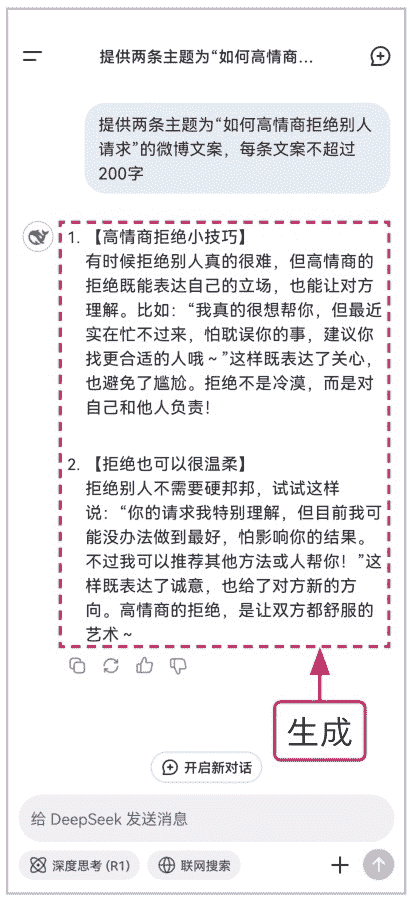 提供两条主题为“如何高情商...
提供两条主题为“如何高情商拒绝别人
请求”的微博文案，每条文案不超过
200字
1. 【高情商拒绝小技巧】
有时候拒绝别人真的很难，但高情商的
拒绝既能表达自己的立场，也能让对方
理解。比如：“我真的很想帮你，但最近
实在忙不过来，怕耽误你的事，建议你
找更合适的人哦～”这样既表达了关心，
也避免了尴尬。拒绝不是冷漠，而是对
自己和他人负责！
2. 【拒绝也可以很温柔】
拒绝别人不需要硬邦邦，试试这样
说：“你的请求我特别理解，但目前我可
能没办法做到最好，怕影响你的结果。
不过我可以推荐其他方法或人帮你！”这
样既表达了诚意，也给了对方新的方
向。高情商的拒绝，是让双方都舒服的
艺术～
生成
开启新对话
给 DeepSeek 发送消息
深度思考 (R1) 联网搜索